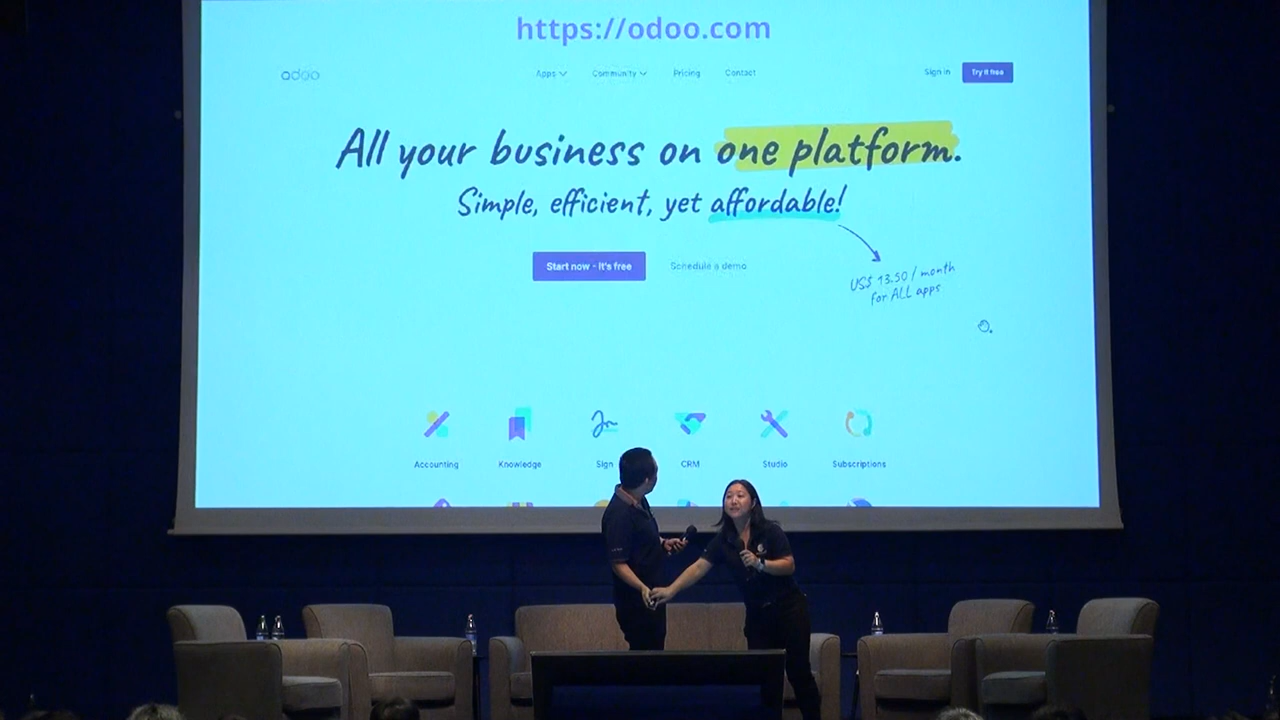 https://odoo.com
odoo
Apps Community Pricing Contact
Sign in Try it free
All your business on one platform.
Simple, efficient, yet affordable!
Start now - It's free Schedule a demo
US$ 13.50 / month
for ALL apps
Accounting Knowledge Sign CRM Studio Subscriptions